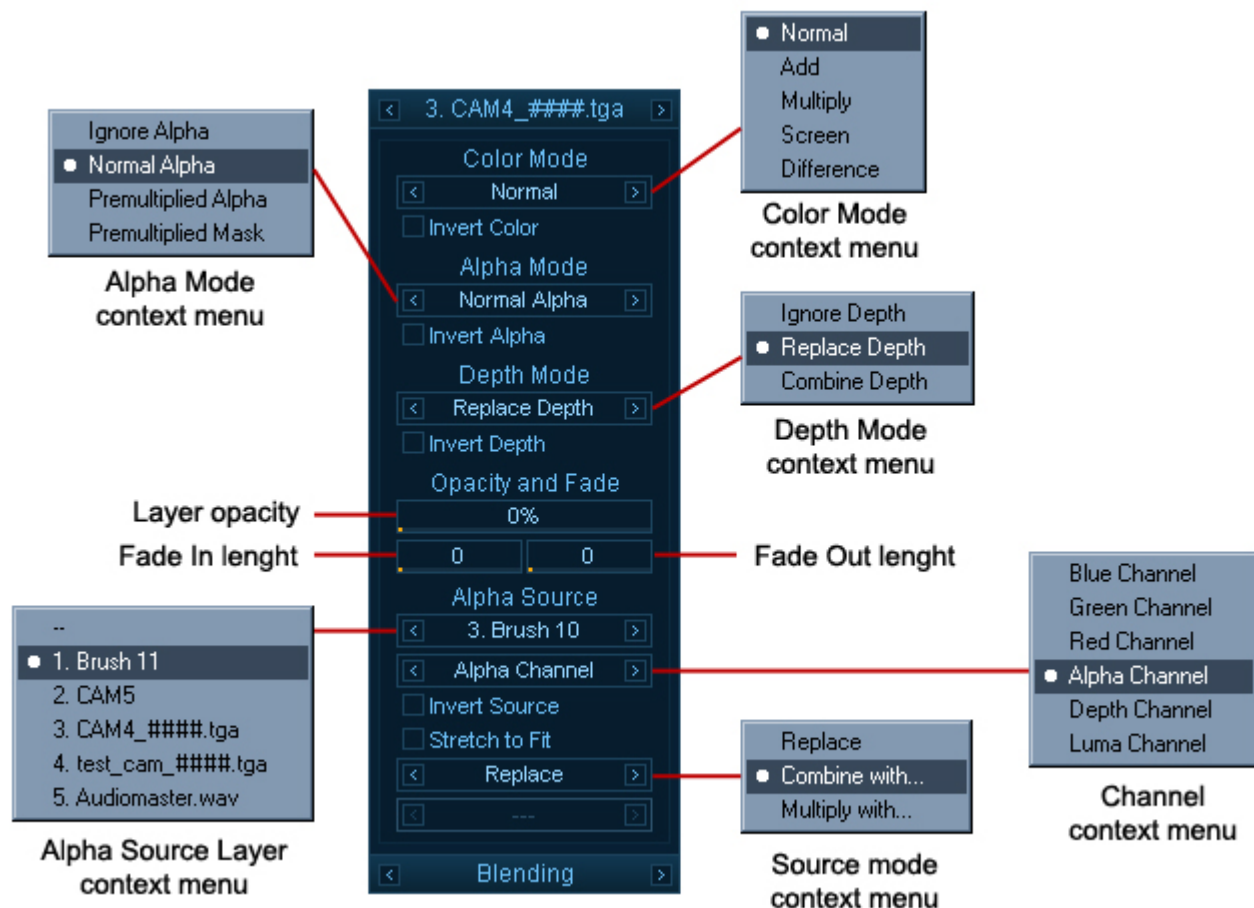 Normal
Add
Multiply
Screen
Difference
Color Mode
context menu
Ignore Alpha
Normal Alpha
Premultiplied Alpha
Premultiplied Mask
Alpha Mode
context menu
< 3. CAM4_####.tga >
Color Mode
< Normal >
Invert Color
Alpha Mode
< Normal Alpha >
Invert Alpha
Depth Mode
< Replace Depth >
Invert Depth
Opacity and Fade
0%
0 0
Alpha Source
< 3. Brush 10 >
< Alpha Channel >
Invert Source
Stretch to Fit
< Replace >
< --- >
< Blending >
Ignore Depth
Replace Depth
Combine Depth
Depth Mode
context menu
Layer opacity
Fade In lenght
Fade Out lenght
--
1. Brush 11
2. CAM5
3. CAM4_####.tga
4. test_cam_####.tga
5. Audiomaster.wav
Alpha Source Layer
context menu
Blue Channel
Green Channel
Red Channel
Alpha Channel
Depth Channel
Luma Channel
Channel
context menu
Replace
Combine with...
Multiply with...
Source mode
context menu